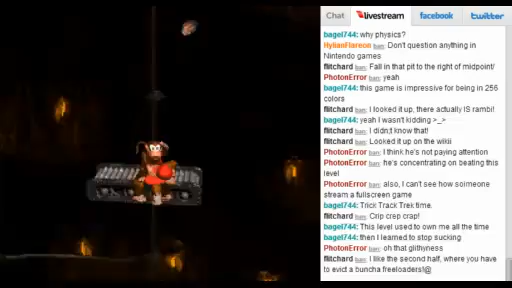 Chat livestream facebook twitter
bagel744: why physics?
HylianFlareon ban: Don't question anything in
Nintendo games
flitchard ban: Fall in that pit to the right of midpoint/
PhotonError ban: yeah
bagel744: this game is impressive for being in 256
colors
flitchard ban: I looked it up, there actually IS rambi!
bagel744: yeah I wasn't kidding >_>
flitchard ban: I didn;t know that!
flitchard ban: Looked it up on the wikii
PhotonError ban: I think he's not paying attention
PhotonError ban: he's concentrating on beating this
level
PhotonError ban: also, I can't see how soimeone
stream a fullscreen game
bagel744: Trick Track Trek time.
flitchard ban: Crip crep crap!
bagel744: This level used to own me all the time
bagel744: then I learned to stop sucking
PhotonError ban: oh that glithyness
flitchard ban: I like the second half, where you have
to evict a buncha freeloaders!@